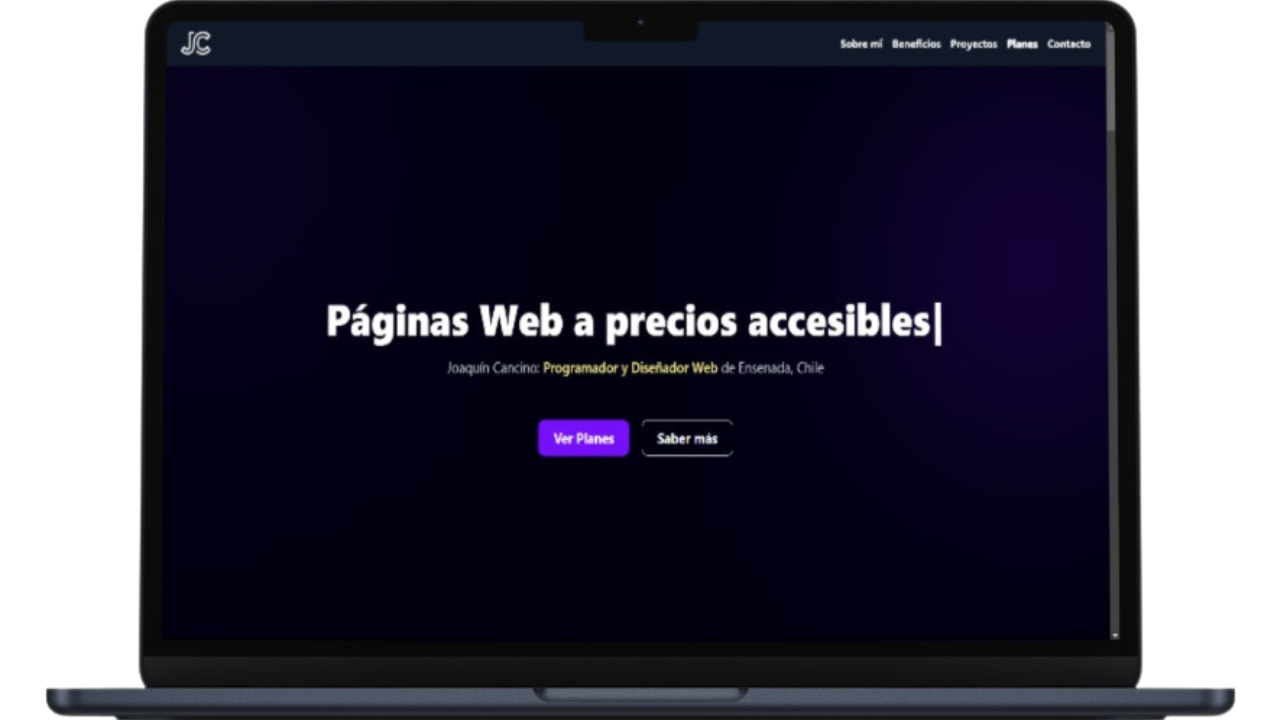 JC
Sobre mí Beneficios Proyectos Planes Contacto
Páginas Web a precios accesibles|
Joaquín Cancino: Programador y Diseñador Web de Ensenada, Chile
Ver Planes Saber más